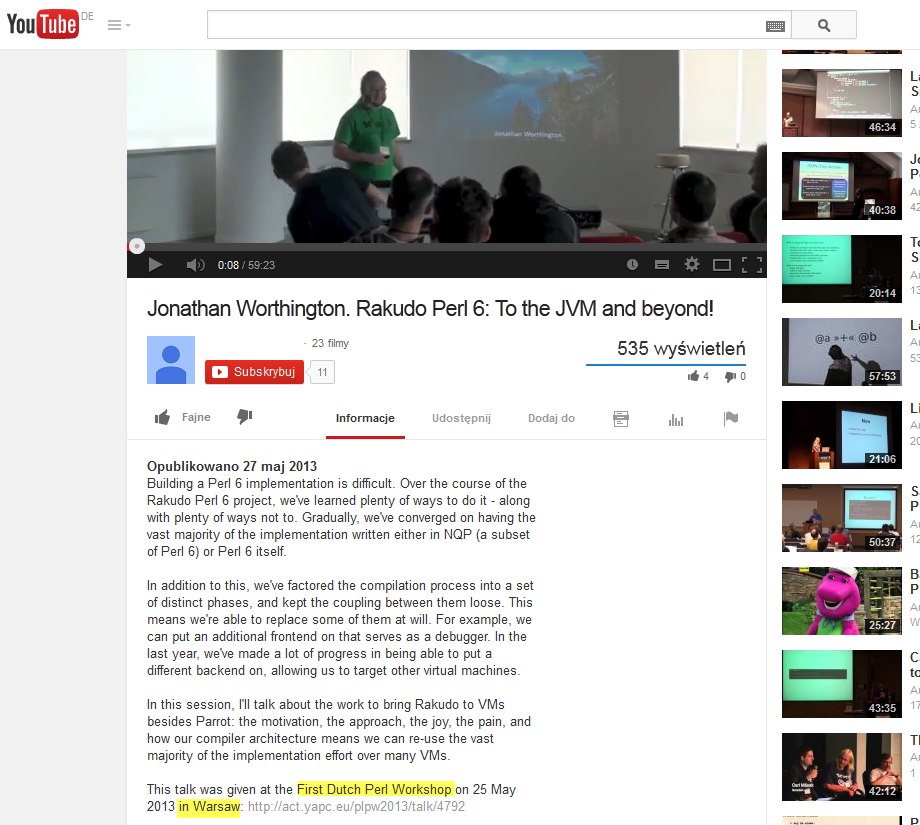 YouTube DE
46:34
40:38
20:14
@a »+« @b
57:53
21:06
50:37
25:27
43:35
42:12
Jonathan Worthington
0:08 / 59:23
Jonathan Worthington. Rakudo Perl 6: To the JVM and beyond!
· 23 filmy
Subskrybuj 11
535 wyświetleń
4 0
Fajne
Informacje Udostępnij Dodaj do
Opublikowano 27 maj 2013
Building a Perl 6 implementation is difficult. Over the course of the
Rakudo Perl 6 project, we've learned plenty of ways to do it - along
with plenty of ways not to. Gradually, we've converged on having the
vast majority of the implementation written either in NQP (a subset
of Perl 6) or Perl 6 itself.
In addition to this, we've factored the compilation process into a set
of distinct phases, and kept the coupling between them loose. This
means we're able to replace some of them at will. For example, we
can put an additional frontend on that serves as a debugger. In the
last year, we've made a lot of progress in being able to put a
different backend on, allowing us to target other virtual machines.
In this session, I'll talk about the work to bring Rakudo to VMs
besides Parrot: the motivation, the approach, the joy, the pain, and
how our compiler architecture means we can re-use the vast
majority of the implementation effort over many VMs.
This talk was given at the First Dutch Perl Workshop on 25 May
2013 in Warsaw: http://act.yapc.eu/plpw2013/talk/4792